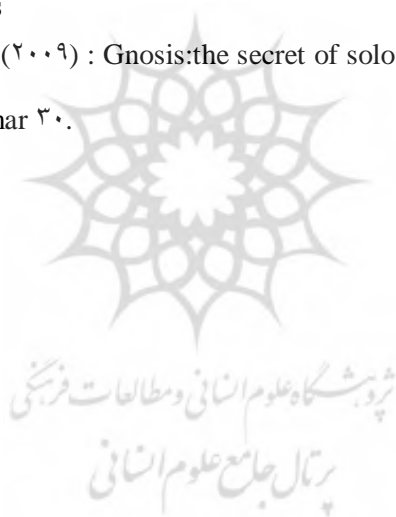 (۲۰۰۹) : Gnosis:the secret of solo
nar ۳۰.
پژوهشگاه علوم انسانی و مطالعات فرهنگی
پرتال جامع علوم انسانی